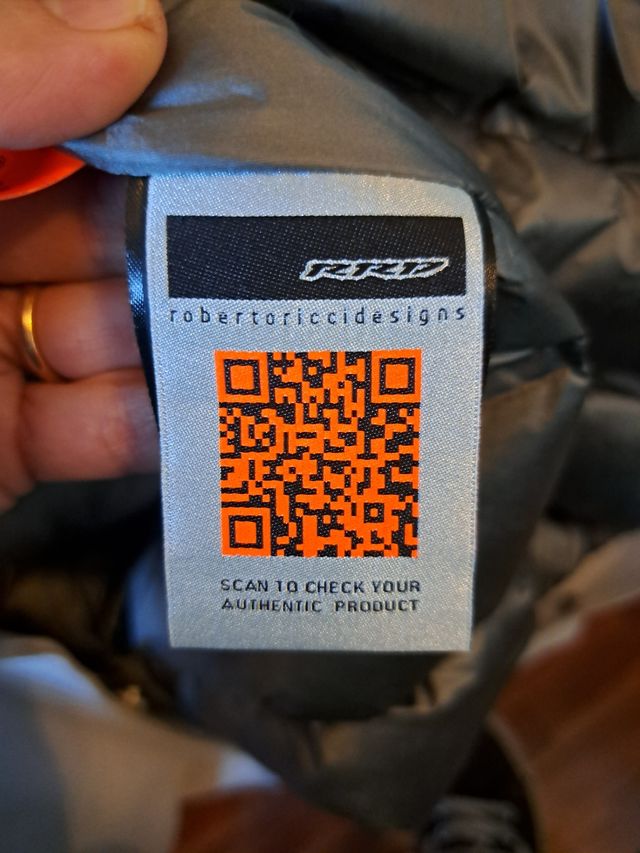 RRD
robertoriccidesigns
SCAN TO CHECK YOUR
AUTHENTIC PRODUCT